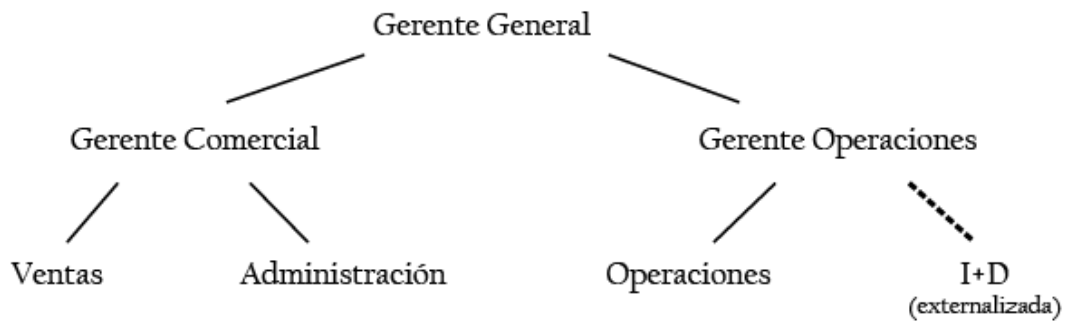 Gerente General
Gerente Comercial
Gerente Operaciones
Ventas
Administración
Operaciones
I+D
(externalizada)